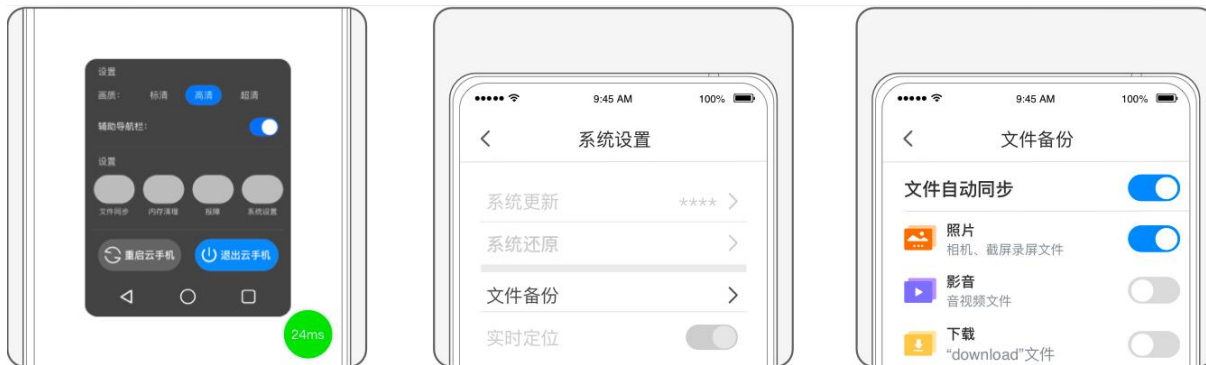 设置
画质： 标清 高清 超清
辅助导航栏：
设置
文件同步 内存清理 报障 系统设置
重启云手机 退出云手机
24ms
9:45 AM 100%
系统设置
系统更新 ****
系统还原
文件备份
实时定位
9:45 AM 100%
文件备份
文件自动同步
照片
相机、截屏录屏文件
影音
音视频文件
下载
“download”文件